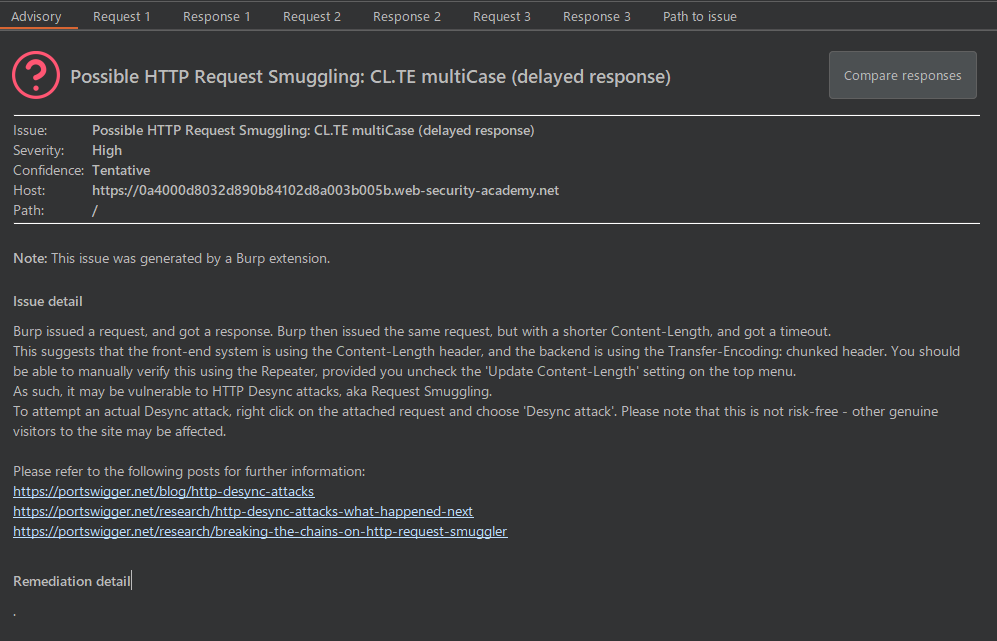 Advisory Request 1 Response 1 Request 2 Response 2 Request 3 Response 3 Path to issue
?
Possible HTTP Request Smuggling: CL.TE multiCase (delayed response)
Compare responses
Issue: Possible HTTP Request Smuggling: CL.TE multiCase (delayed response)
Severity: High
Confidence: Tentative
Host: https://0a4000d8032d890b84102d8a003b005b.web-security-academy.net
Path: /
Note: This issue was generated by a Burp extension.
Issue detail
Burp issued a request, and got a response. Burp then issued the same request, but with a shorter Content-Length, and got a timeout.
This suggests that the front-end system is using the Content-Length header, and the backend is using the Transfer-Encoding: chunked header. You should
be able to manually verify this using the Repeater, provided you uncheck the 'Update Content-Length' setting on the top menu.
As such, it may be vulnerable to HTTP Desync attacks, aka Request Smuggling.
To attempt an actual Desync attack, right click on the attached request and choose 'Desync attack'. Please note that this is not risk-free - other genuine
visitors to the site may be affected.
Please refer to the following posts for further information:
https://portswigger.net/blog/http-desync-attacks
https://portswigger.net/research/http-desync-attacks-what-happened-next
https://portswigger.net/research/breaking-the-chains-on-http-request-smuggler
Remediation detail
.